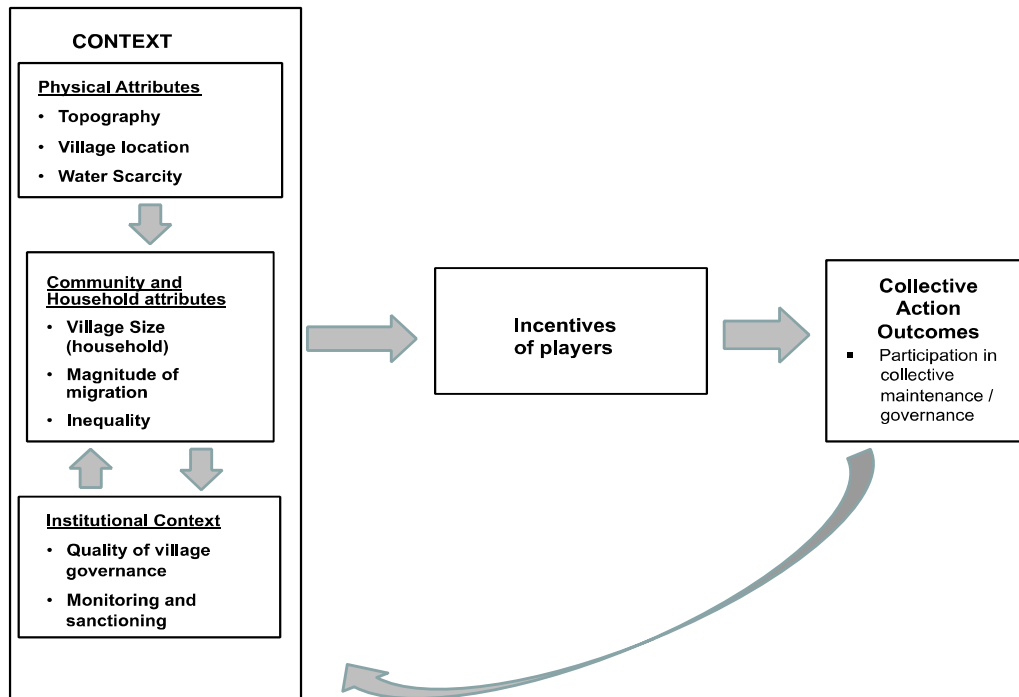 CONTEXT
Physical Attributes
• Topography
• Village location
• Water Scarcity
Community and
Household attributes
• Village Size
(household)
• Magnitude of
migration
• Inequality
Institutional Context
• Quality of village
governance
• Monitoring and
sanctioning
Incentives
of players
Collective
Action
Outcomes
▪ Participation in
collective
maintenance /
governance